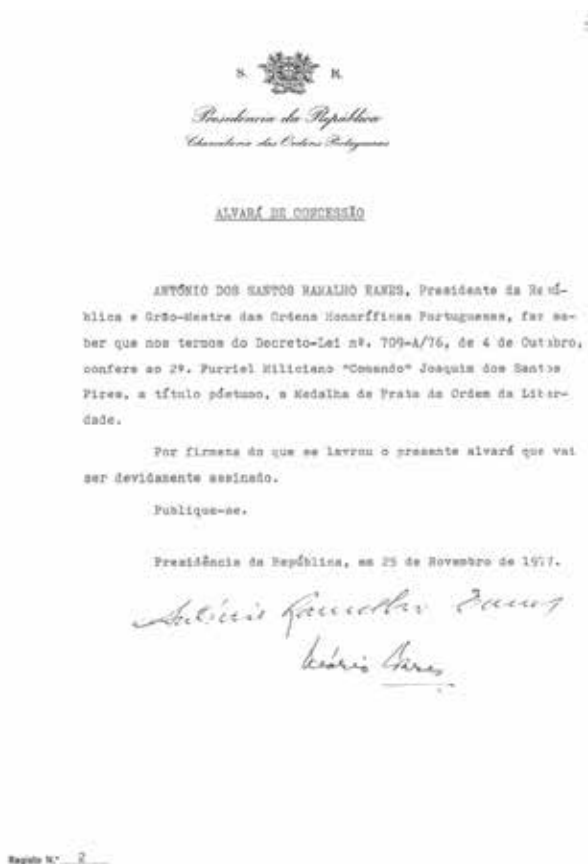 S. R.
Presidência da República
Chancelaria das Ordens Portuguesas
ALVARÁ DE CONCESSÃO
ANTÓNIO DOS SANTOS RAMALHO EANES, Presidente da Repú-
blica e Grão-Mestre das Ordens Honoríficas Portuguesas, faz sa-
ber que nos termos do Decreto-Lei nº. 709-A/76, de 4 de Outubro,
confere ao 2º. Furriel Miliciano "Comando" Joaquim dos Santos
Pires, a título póstumo, a Medalha de Prata da Ordem da Liber-
dade.
Por firmeza do que se lavrou o presente alvará que vai
ser devidamente assinado.
Publique-se.
Presidência da República, em 25 de Novembro de 1977.
António Ramalho Eanes
Mário Soares
Registo N.º 2